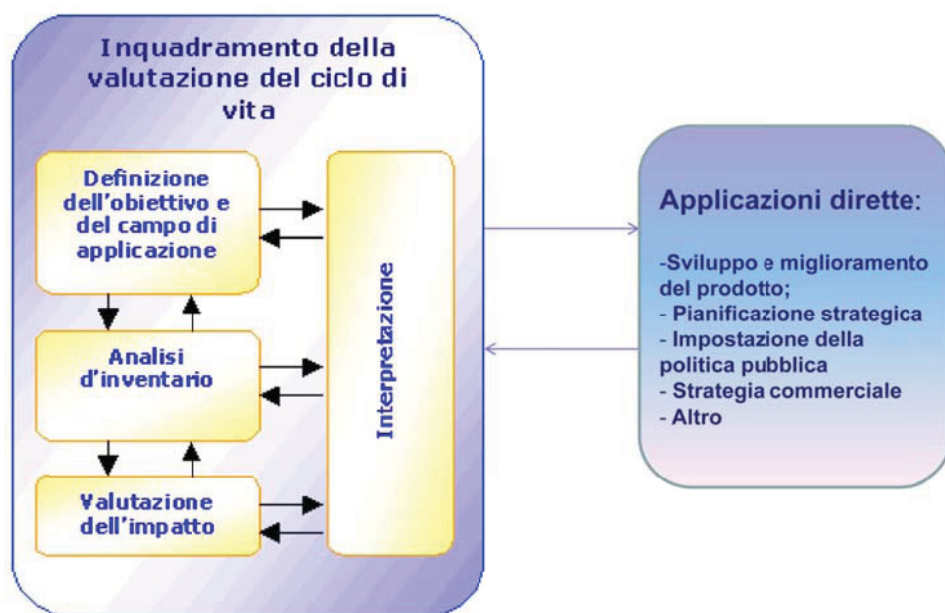 Inquadramento della
valutazione del ciclo di
vita
Definizione
dell'obiettivo e
del campo di
applicazione
Analisi
d'inventario
Valutazione
dell'impatto
Interpretazione
Applicazioni dirette:
-Sviluppo e miglioramento
del prodotto;
- Pianificazione strategica
- Impostazione della
politica pubblica
- Strategia commerciale
- Altro